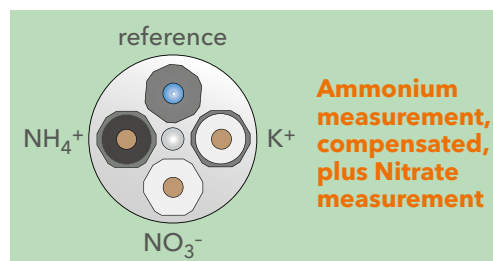 reference
NH₄⁺
K⁺
NO₃⁻
Ammonium
measurement,
compensated,
plus Nitrate
measurement